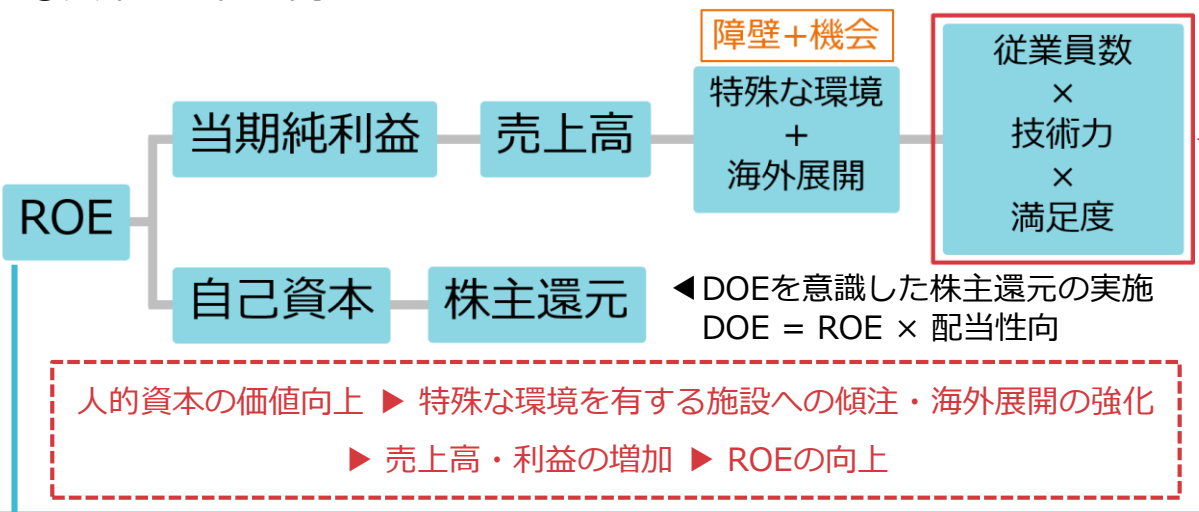 障壁+機会
従業員数
×
技術力
×
満足度
特殊な環境
+
海外展開
当期純利益
売上高
ROE
自己資本
株主還元
◀DOEを意識した株主還元の実施
DOE = ROE × 配当性向
人的資本の価値向上 ▶ 特殊な環境を有する施設への傾注・海外展開の強化
▶ 売上高・利益の増加 ▶ ROEの向上